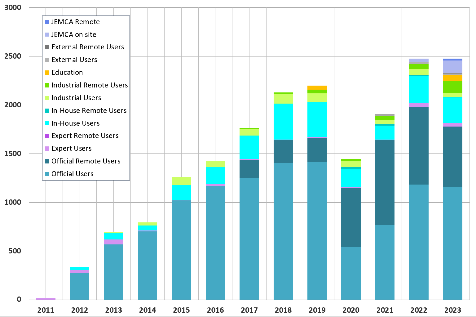 3000
2500
2000
1500
1000
500
0
JEMCA Remote
JEMCA on site
External Remote Users
External Users
Education
Industrial Remote Users
Industrial Users
In-House Remote Users
In-House Users
Expert Remote Users
Expert Users
Official Remote Users
Official Users
2011 2012 2013 2014 2015 2016 2017 2018 2019 2020 2021 2022 2023